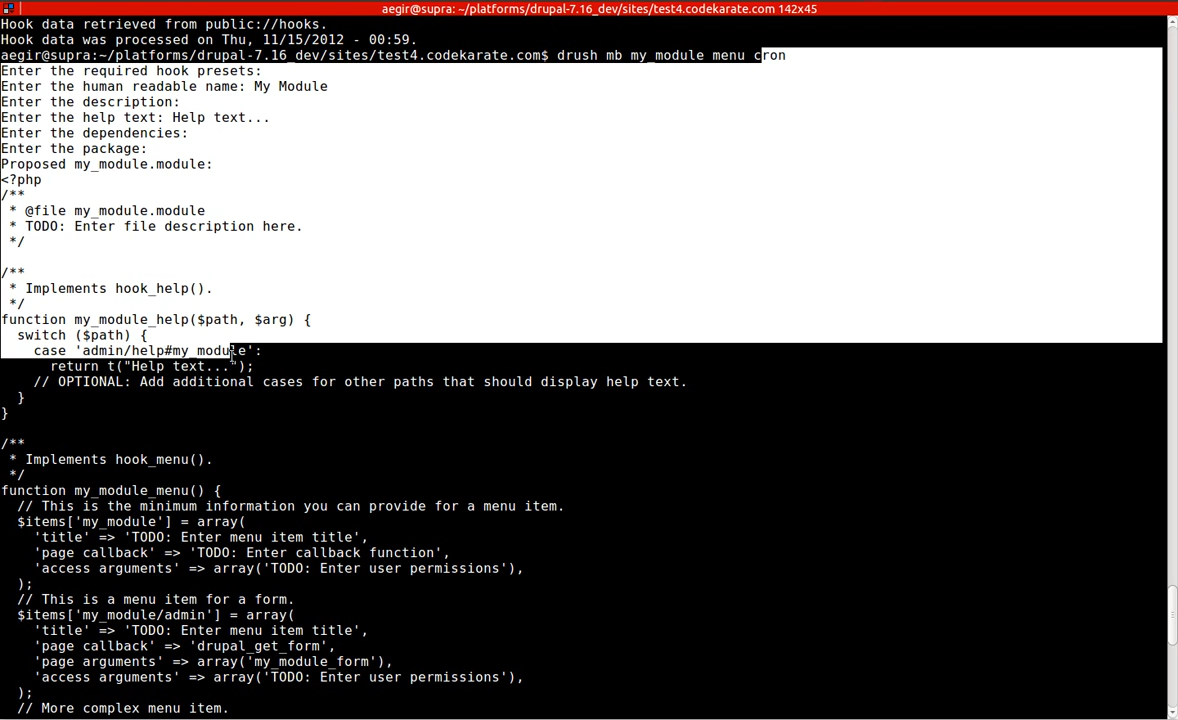 aegir@supra: ~/platforms/drupal-7.16_dev/sites/test4.codekarate.com 142x45
Hook data retrieved from public://hooks.
Hook data was processed on Thu, 11/15/2012 - 00:59.
aegir@supra:~/platforms/drupal-7.16_dev/sites/test4.codekarate.com$ drush mb my_module menu cron
Enter the required hook presets:
Enter the human readable name: My Module
Enter the description:
Enter the help text: Help text...
Enter the dependencies:
Enter the package:
Proposed my_module.module:
<?php
/**
 * @file my_module.module
 * TODO: Enter file description here.
 */

/**
 * Implements hook_help().
 */
function my_module_help($path, $arg) {
  switch ($path) {
    case 'admin/help#my_module':
      return t("Help text...");
    // OPTIONAL: Add additional cases for other paths that should display help text.
  }
}

/**
 * Implements hook_menu().
 */
function my_module_menu() {
  // This is the minimum information you can provide for a menu item.
  $items['my_module'] = array(
    'title' => 'TODO: Enter menu item title',
    'page callback' => 'TODO: Enter callback function',
    'access arguments' => array('TODO: Enter user permissions'),
  );
  // This is a menu item for a form.
  $items['my_module/admin'] = array(
    'title' => 'TODO: Enter menu item title',
    'page callback' => 'drupal_get_form',
    'page arguments' => array('my_module_form'),
    'access arguments' => array('TODO: Enter user permissions'),
  );
  // More complex menu item.